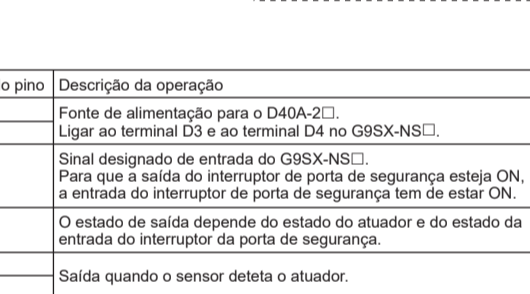 o pino Descrição da operação
Fonte de alimentação para o D40A-2□.
Ligar ao terminal D3 e ao terminal D4 no G9SX-NS□.
Sinal designado de entrada do G9SX-NS□.
Para que a saída do interruptor de porta de segurança esteja ON,
a entrada do interruptor de porta de segurança tem de estar ON.
O estado de saída depende do estado do atuador e do estado da
entrada do interruptor da porta de segurança.
Saída quando o sensor deteta o atuador.